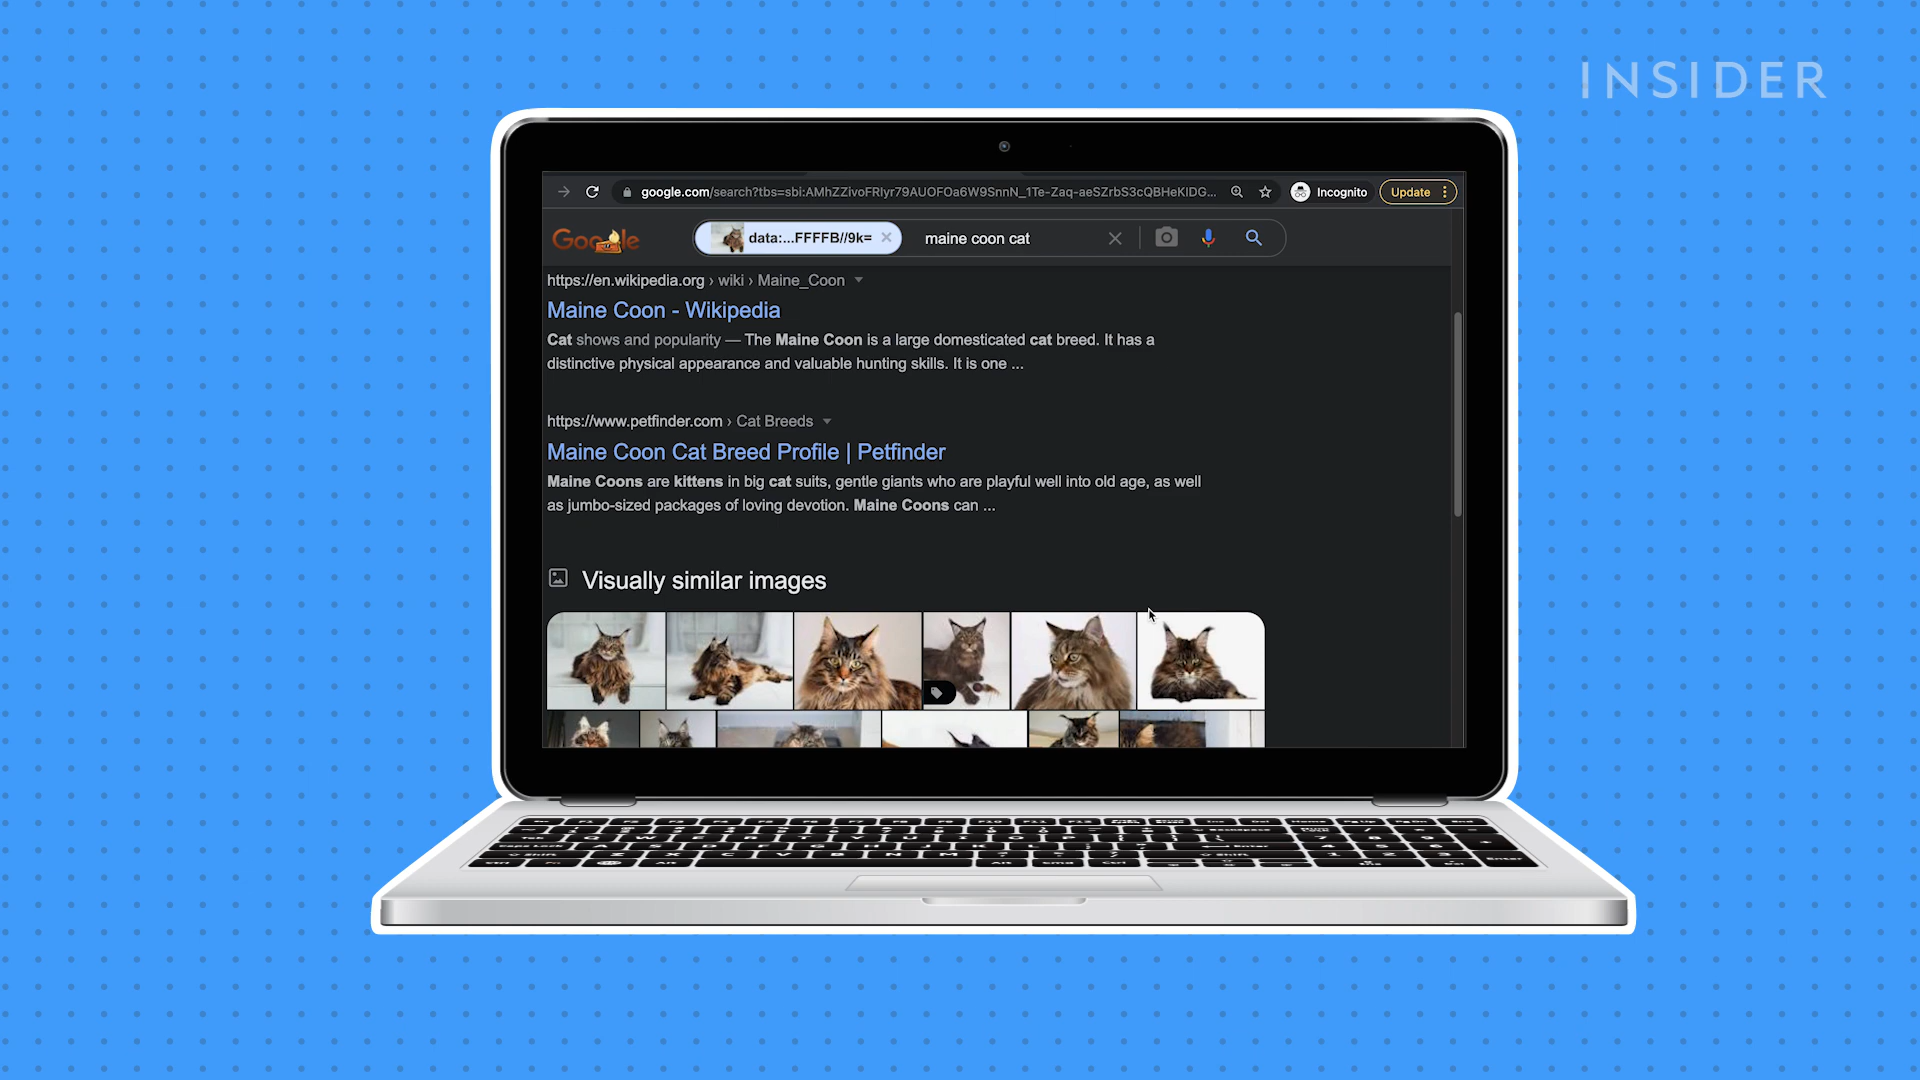 INSIDER
google.com/search?tbs=sbi:AMhZZivoFRlyr79AUOFOa6W9SnnN_1Te-Zaq-aeSZrbS3cQBHeKlDG...
Incognito
Update
Google
data:...FFFFB//9k=
maine coon cat
https://en.wikipedia.org › wiki › Maine_Coon
Maine Coon - Wikipedia
Cat shows and popularity — The Maine Coon is a large domesticated cat breed. It has a
distinctive physical appearance and valuable hunting skills. It is one ...
https://www.petfinder.com › Cat Breeds
Maine Coon Cat Breed Profile | Petfinder
Maine Coons are kittens in big cat suits, gentle giants who are playful well into old age, as well
as jumbo-sized packages of loving devotion. Maine Coons can ...
Visually similar images